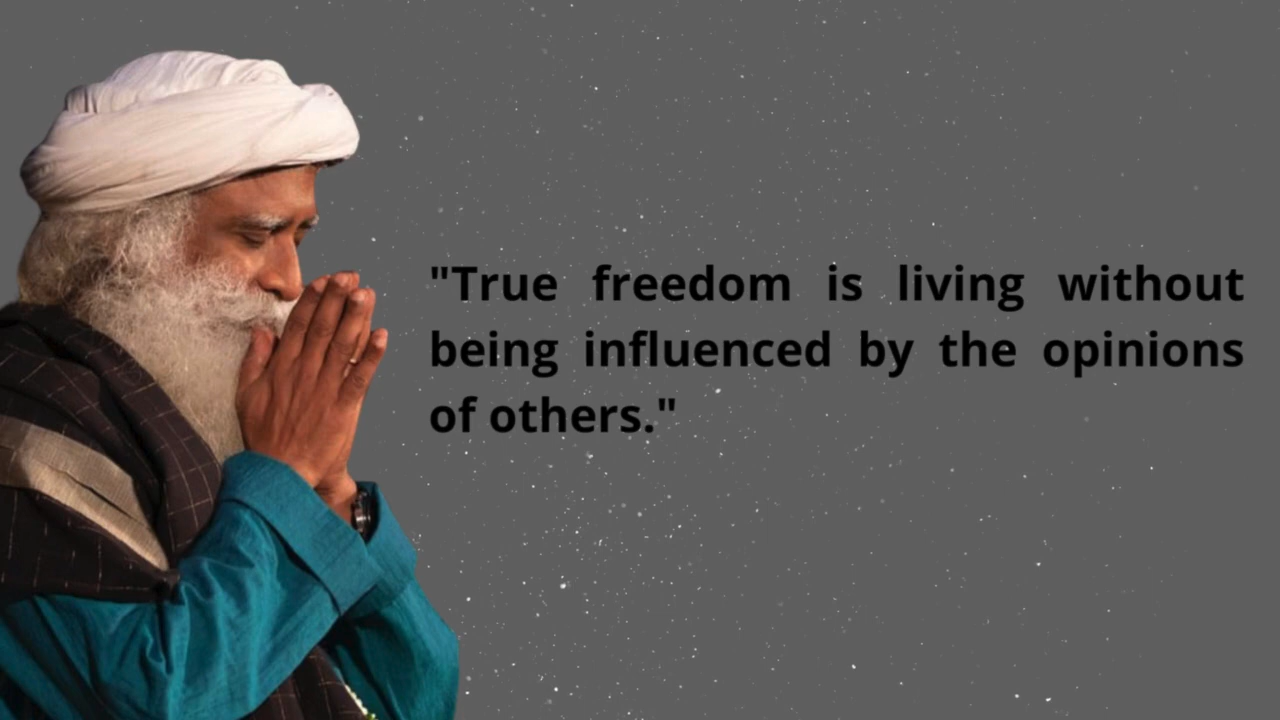 "True freedom is living without
being influenced by the opinions
of others."